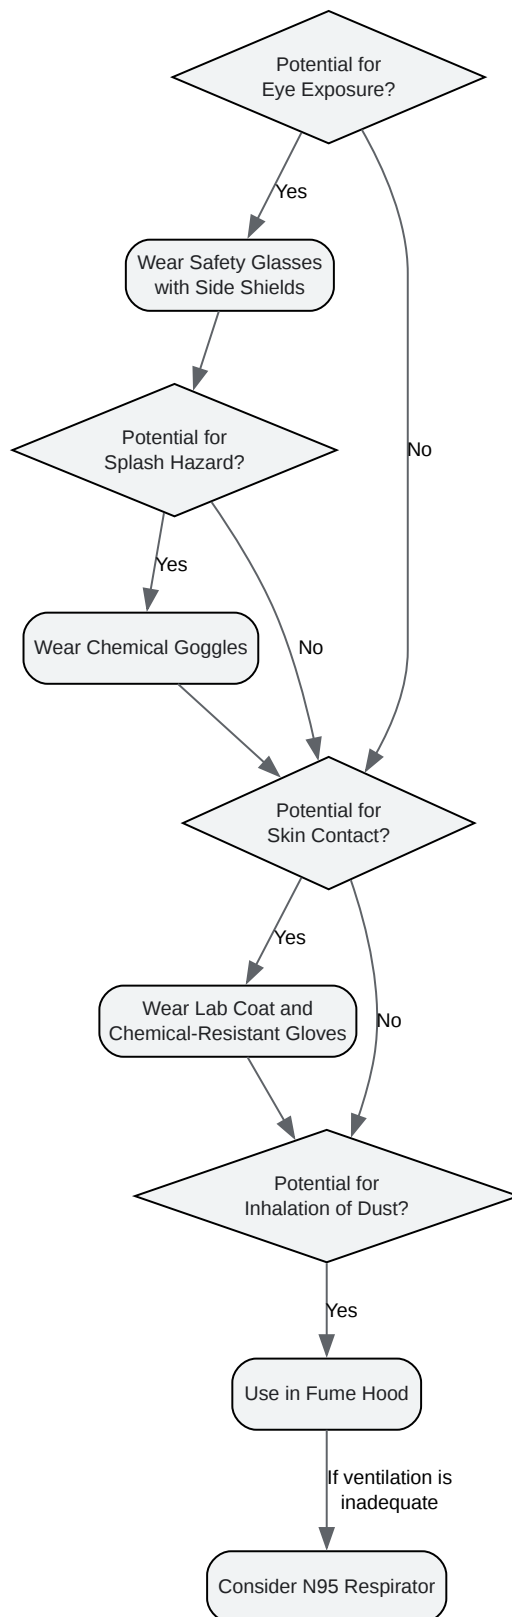 Potential for
Eye Exposure?
Yes
Wear Safety Glasses
with Side Shields
No
Potential for
Splash Hazard?
Yes
Wear Chemical Goggles
No
Potential for
Skin Contact?
Yes
Wear Lab Coat and
Chemical-Resistant Gloves
No
Potential for
Inhalation of Dust?
Yes
Use in Fume Hood
If ventilation is
inadequate
Consider N95 Respirator